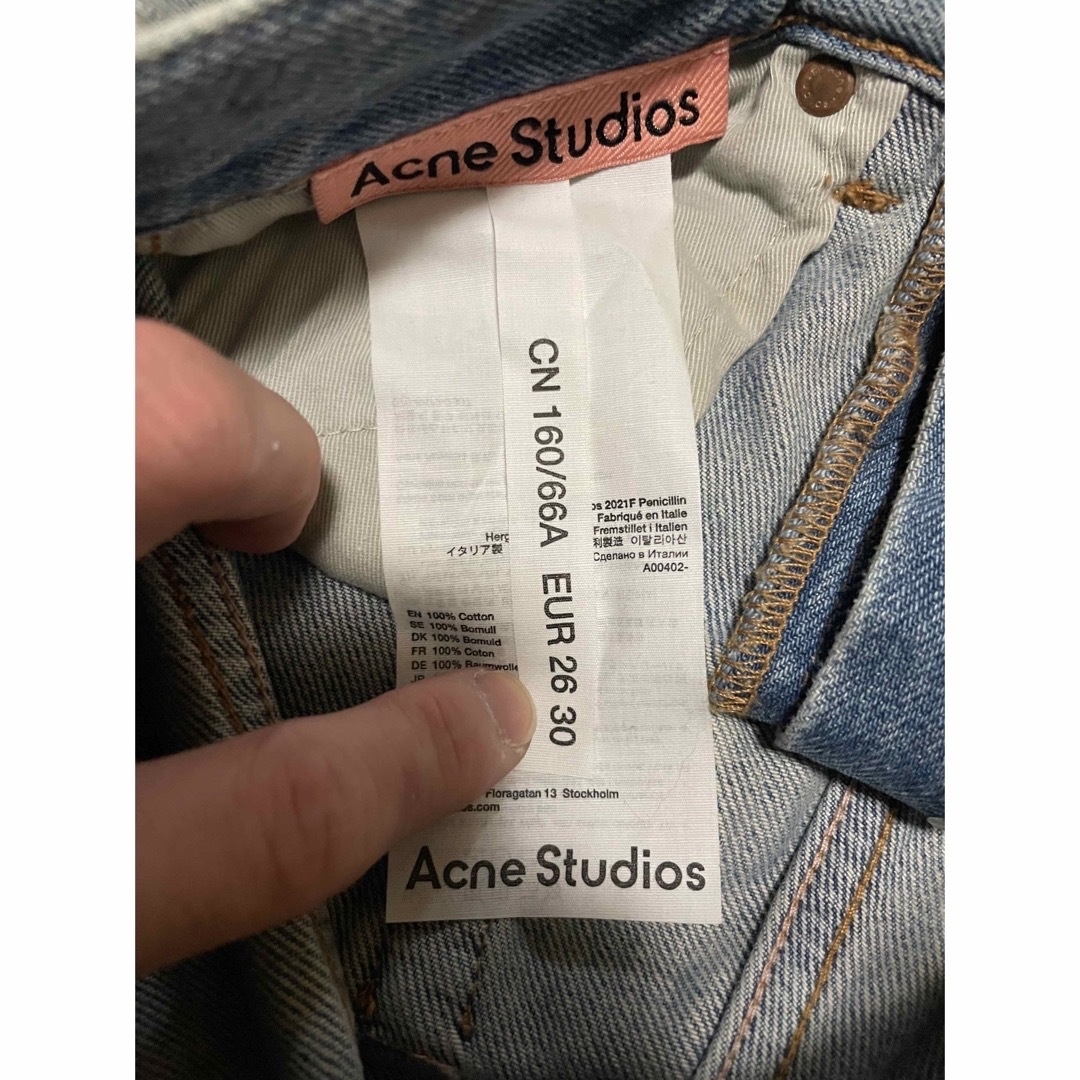 Acne Studios
CN 160/66A EUR 26 30
os 2021F Penicillin
Fabriqué en Italie
Fremstillet i Italien
利製造 이탈리아산
Сделано в Италии
A00402-
Herg
イタリア製
EN 100% Cotton
SE 100% Bomull
DK 100% Bomuld
FR 100% Coton
DE 100% Baumwolle
Floragatan 13 Stockholm
os.com
Acne Studios